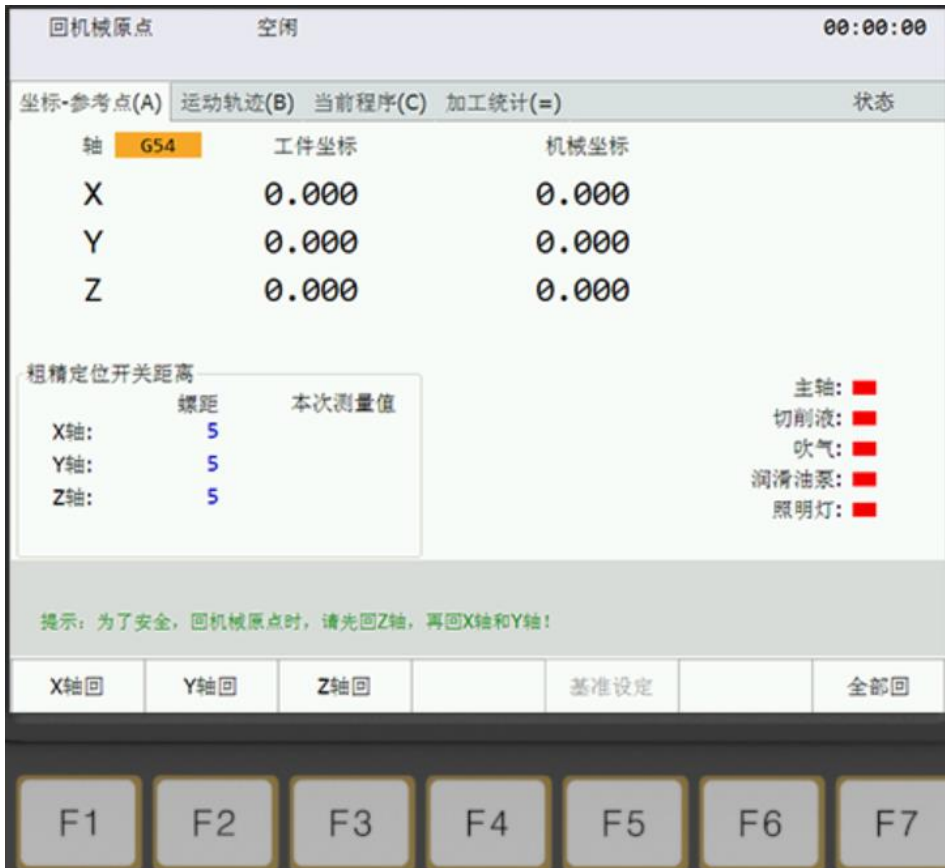 回机械原点 空闲 00:00:00
坐标-参考点(A) 运动轨迹(B) 当前程序(C) 加工统计(=) 状态
轴 G54 工件坐标 机械坐标
X 0.000 0.000
Y 0.000 0.000
Z 0.000 0.000
粗精定位开关距离
螺距 本次测量值
X轴: 5
Y轴: 5
Z轴: 5
主轴:
切削液:
吹气:
润滑油泵:
照明灯:
提示：为了安全，回机械原点时，请先回Z轴，再回X轴和Y轴！
X轴回 Y轴回 Z轴回 基准设定 全部回
F1 F2 F3 F4 F5 F6 F7